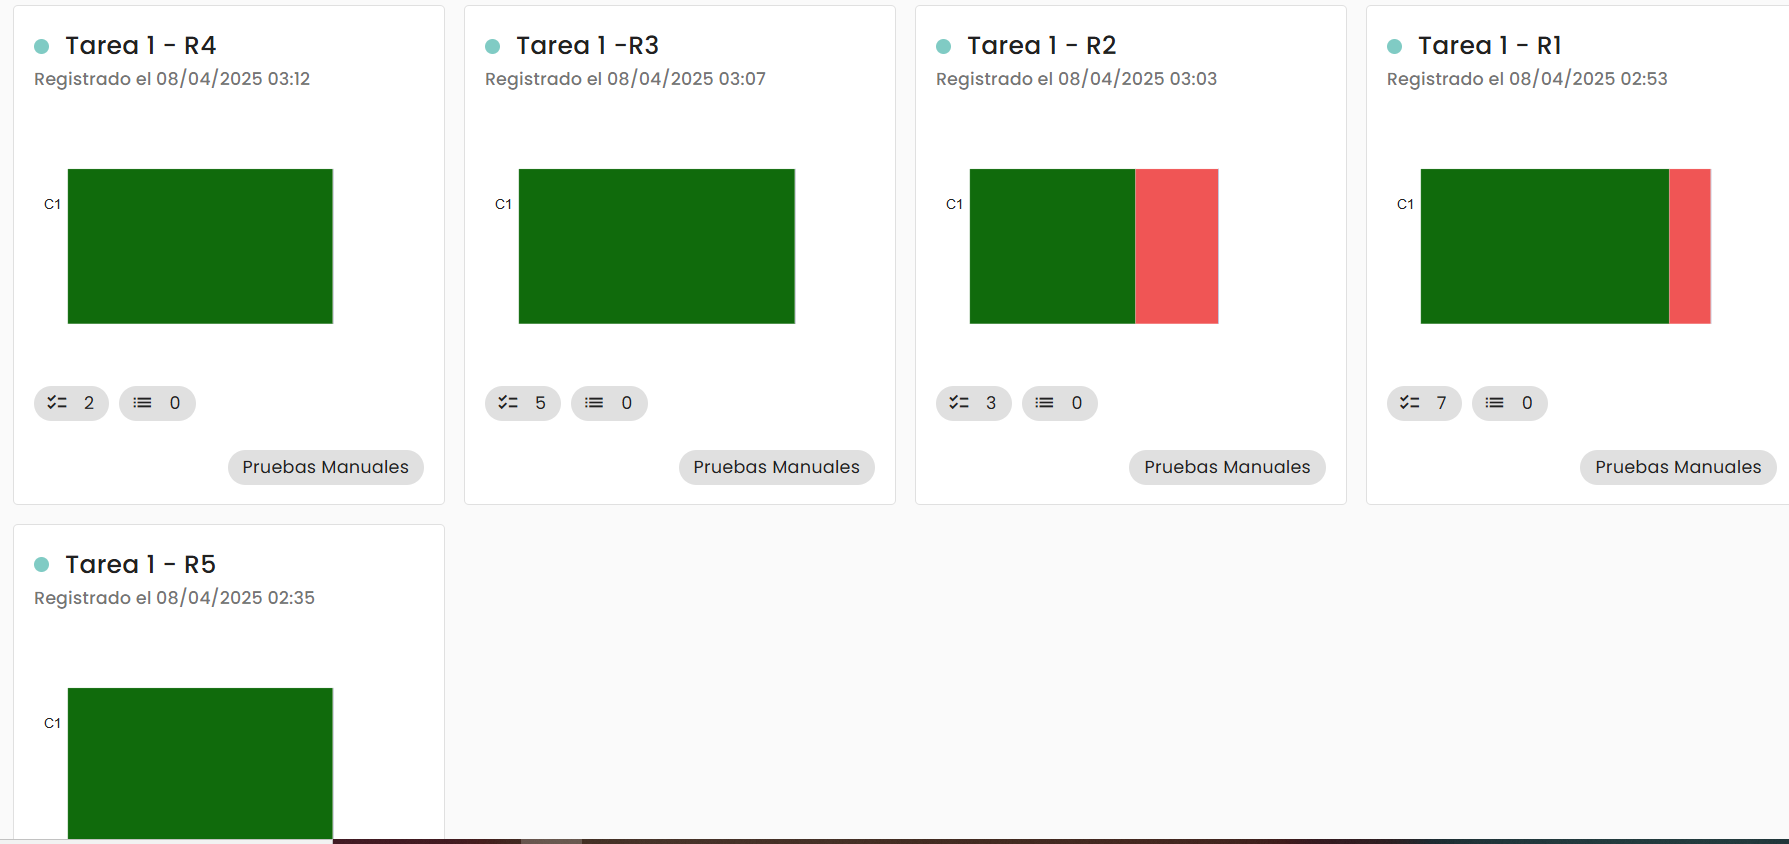 Tarea 1 - R4
Registrado el 08/04/2025 03:12
C1
2
0
Pruebas Manuales
Tarea 1 -R3
Registrado el 08/04/2025 03:07
C1
5
0
Pruebas Manuales
Tarea 1 - R2
Registrado el 08/04/2025 03:03
C1
3
0
Pruebas Manuales
Tarea 1 - R1
Registrado el 08/04/2025 02:53
C1
7
0
Pruebas Manuales
Tarea 1 - R5
Registrado el 08/04/2025 02:35
C1